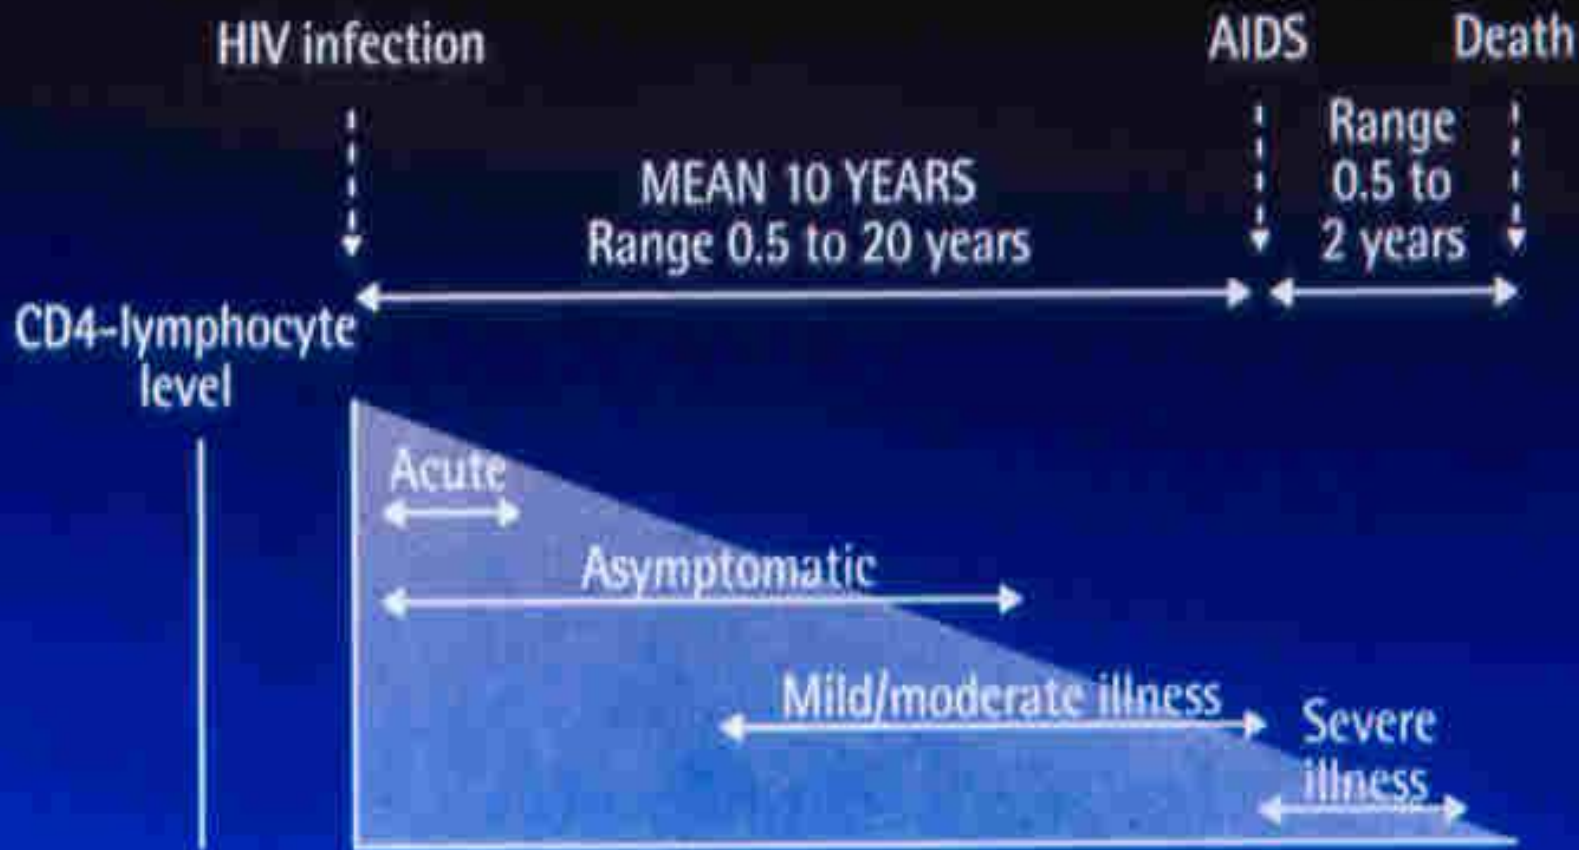 HIV infection
AIDS
Death
MEAN 10 YEARS
Range 0.5 to 20 years
Range
0.5 to
2 years
CD4-lymphocyte
level
Acute
Asymptomatic
Mild/moderate illness
Severe
illness